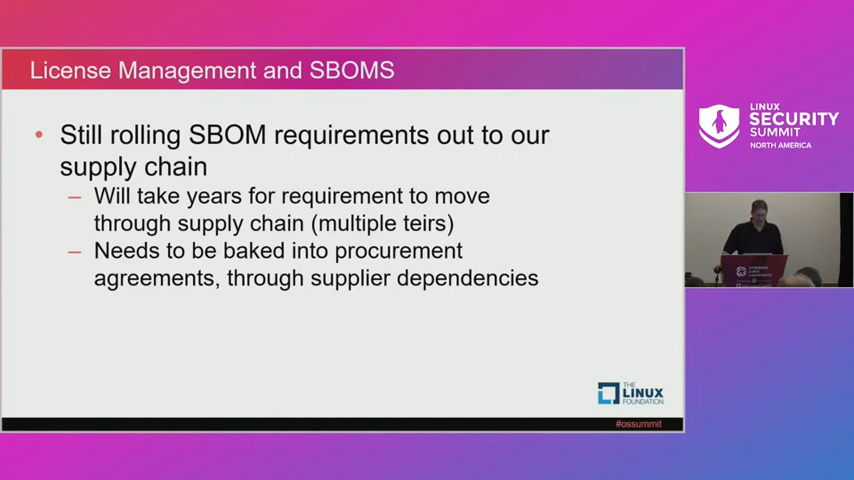 License Management and SBOMS
• Still rolling SBOM requirements out to our
supply chain
– Will take years for requirement to move
through supply chain (multiple teirs)
– Needs to be baked into procurement
agreements, through supplier dependencies
THE
LINUX
FOUNDATION
#ossummit
LINUX
SECURITY
SUMMIT
NORTH AMERICA